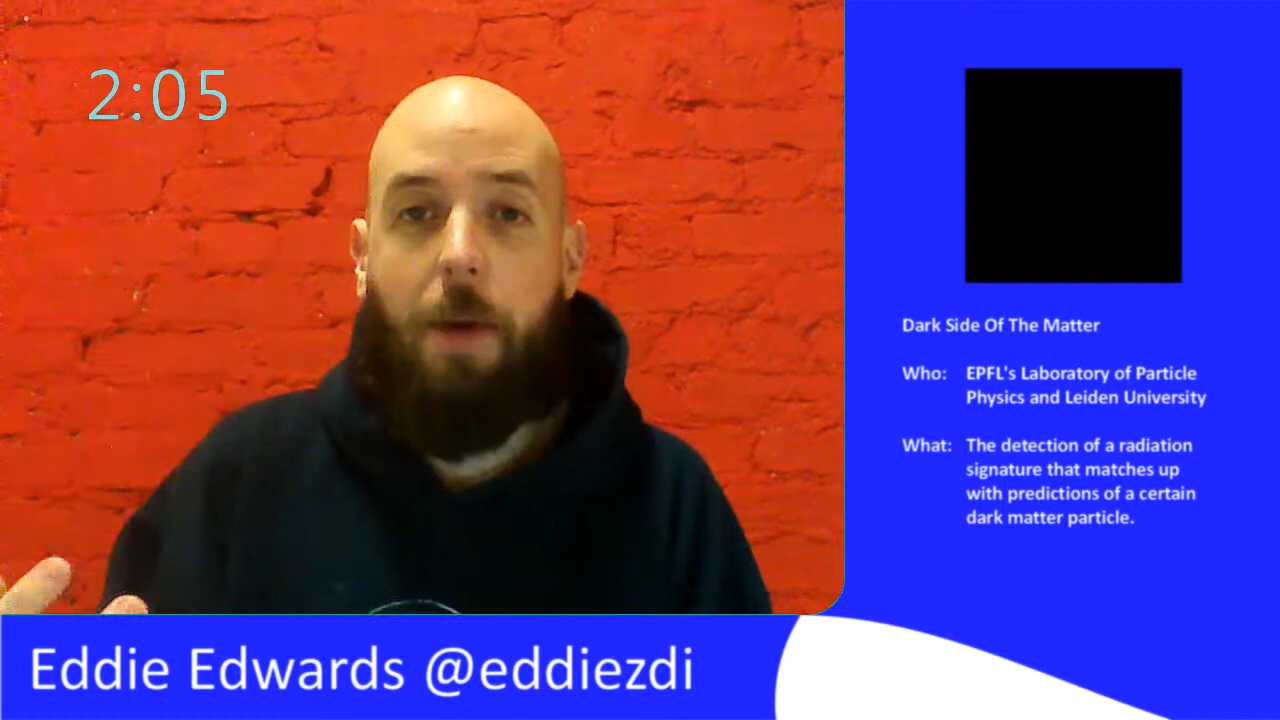 2:05
Dark Side Of The Matter
Who: EPFL's Laboratory of Particle
Physics and Leiden University
What: The detection of a radiation
signature that matches up
with predictions of a certain
dark matter particle.
Eddie Edwards @eddiezdi